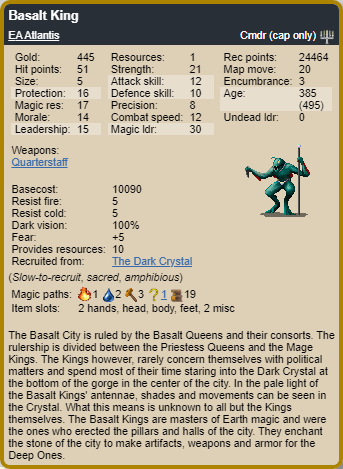 Basalt King
EA Atlantis Cmdr (cap only)
Gold: 445 Resources: 1 Rec points: 24464
Hit points: 51 Strength: 21 Map move: 20
Size: 5 Attack skill: 12 Encumbrance: 3
Protection: 16 Defence skill: 10 Age: 385
Magic res: 17 Precision: 8 (495)
Morale: 14 Combat speed: 12 Undead ldr: 0
Leadership: 15 Magic ldr: 30
Weapons:
Quarterstaff
Basecost: 10090
Resist fire: 5
Resist cold: 5
Dark vision: 100%
Fear: +5
Provides resources: 10
Recruited from: The Dark Crystal
(Slow-to-recruit, sacred, amphibious)
Magic paths: 1 2 3 ?1 19
Item slots: 2 hands, head, body, feet, 2 misc
The Basalt City is ruled by the Basalt Queens and their consorts. The
rulership is divided between the Priestess Queens and the Mage
Kings. The Kings however, rarely concern themselves with political
matters and spend most of their time staring into the Dark Crystal at
the bottom of the gorge in the center of the city. In the pale light of
the Basalt Kings' antennae, shades and movements can be seen in
the Crystal. What this means is unknown to all but the Kings
themselves. The Basalt Kings are masters of Earth magic and were
the ones who erected the pillars and halls of the city. They enchant
the stone of the city to make artifacts, weapons and armor for the
Deep Ones.